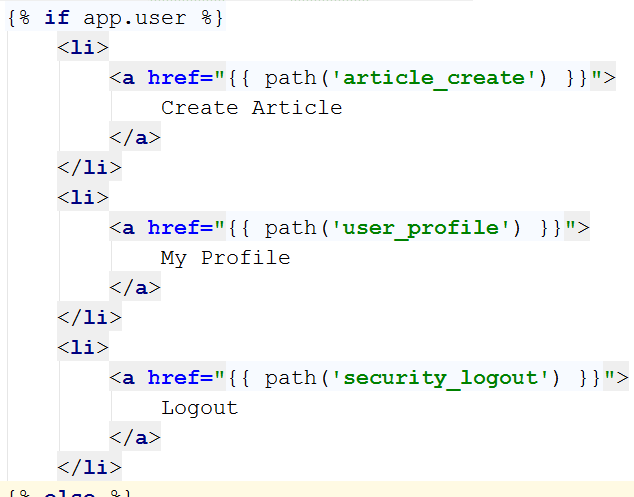 {% if app.user %}
<li>
<a href="{{ path('article_create') }}">
Create Article
</a>
</li>
<li>
<a href="{{ path('user_profile') }}">
My Profile
</a>
</li>
<li>
<a href="{{ path('security_logout') }}">
Logout
</a>
</li>
{% else %}